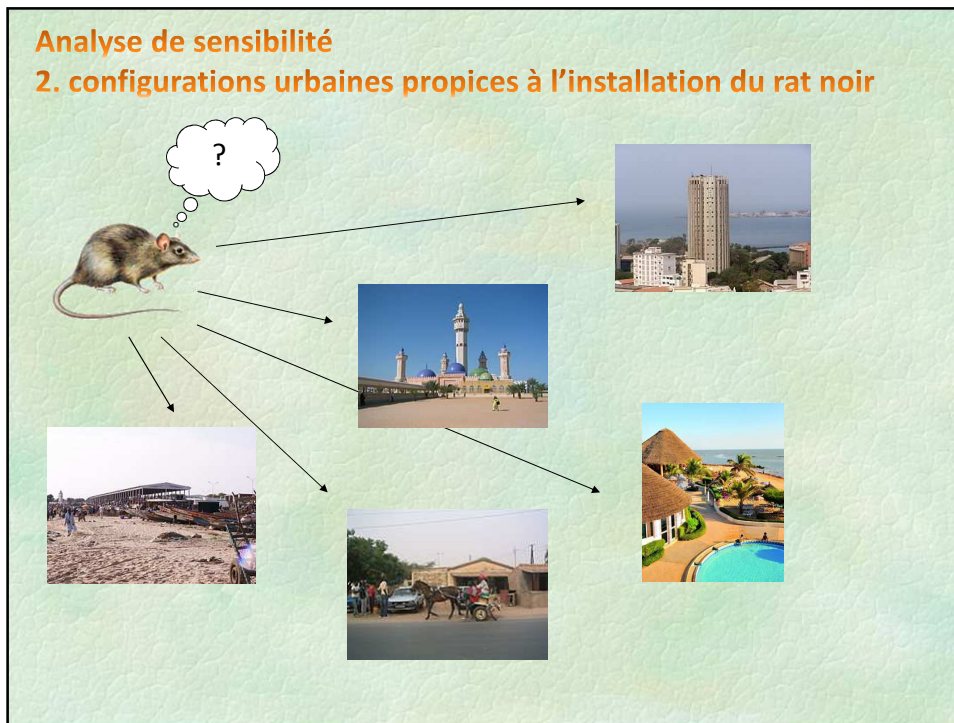 Analyse de sensibilité
2. configurations urbaines propices à l’installation du rat noir
?